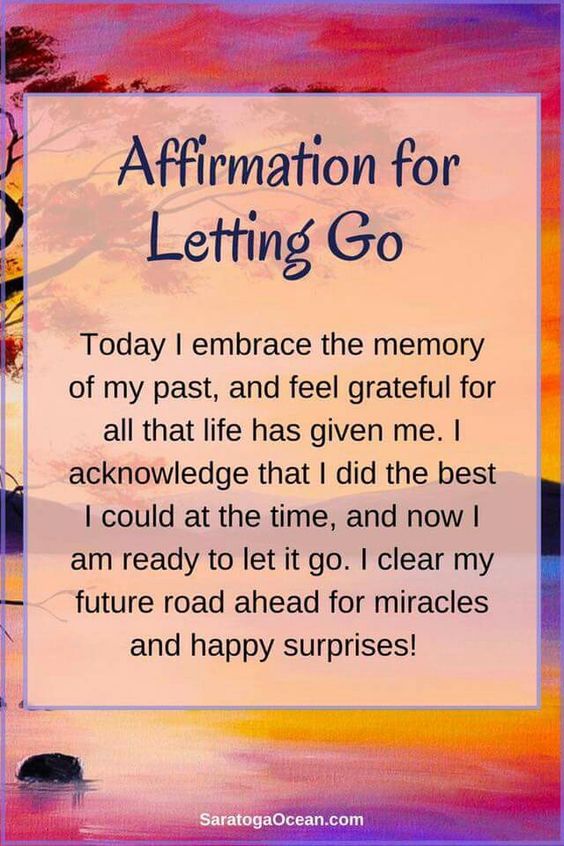 Affirmation for
Letting Go
Today I embrace the memory
of my past, and feel grateful for
all that life has given me. I
acknowledge that I did the best
I could at the time, and now I
am ready to let it go. I clear my
future road ahead for miracles
and happy surprises!
SaratogaOcean.com